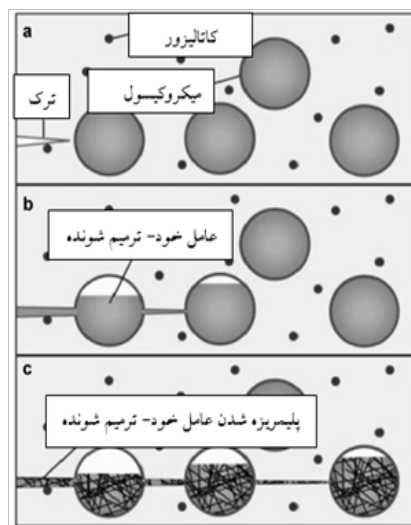 a
کاتالیزور
میکروکپسول
ترک
b
عامل خود- ترمیم شونده
c
پلیمریزه شدن عامل خود- ترمیم شونده